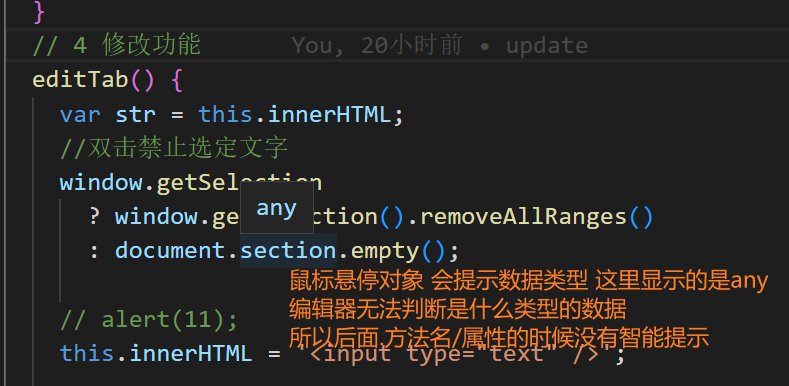 }
// 4 修改功能 You, 20小时前 • update
editTab() {
var str = this.innerHTML;
//双击禁止选定文字
window.getSelection
any
? window.ge ction().removeAllRanges()
: document.section.empty();
鼠标悬停对象 会提示数据类型 这里显示的是any
编辑器无法判断是什么类型的数据
// alert(11);
所以后面.方法名/属性的时候没有智能提示
this.innerHTML = '<input type="text" />';